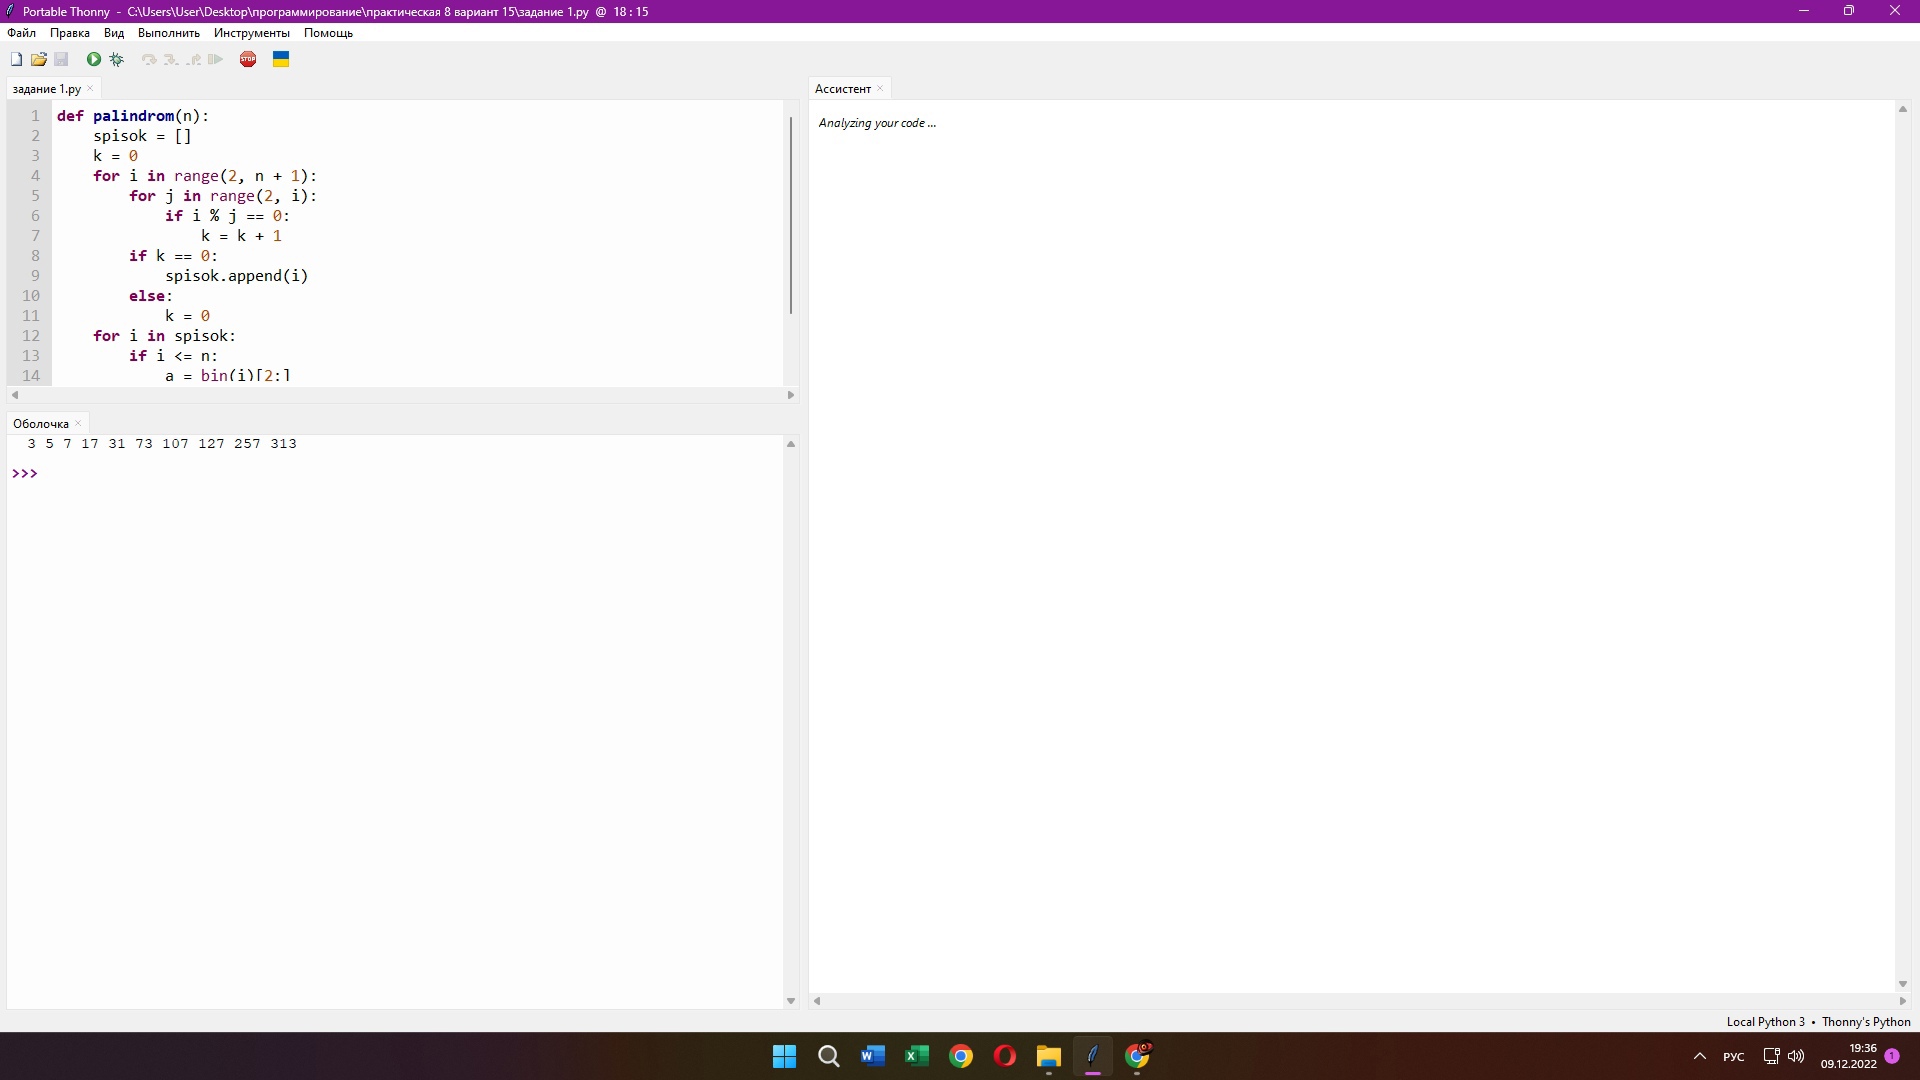 Portable Thonny - C:\Users\User\Desktop\программирование\практическая 8 вариант 15\задание 1.py @ 18 : 15
Файл Правка Вид Выполнить Инструменты Помощь
STOP
задание 1.py
1 def palindrom(n):
2 spisok = []
3 k = 0
4 for i in range(2, n + 1):
5 for j in range(2, i):
6 if i % j == 0:
7 k = k + 1
8 if k == 0:
9 spisok.append(i)
10 else:
11 k = 0
12 for i in spisok:
13 if i <= n:
14 a = bin(i)[2:]
Оболочка
3 5 7 17 31 73 107 127 257 313
>>>
Ассистент
Analyzing your code ...
Local Python 3 • Thonny's Python
РУС
19:36
09.12.2022
1